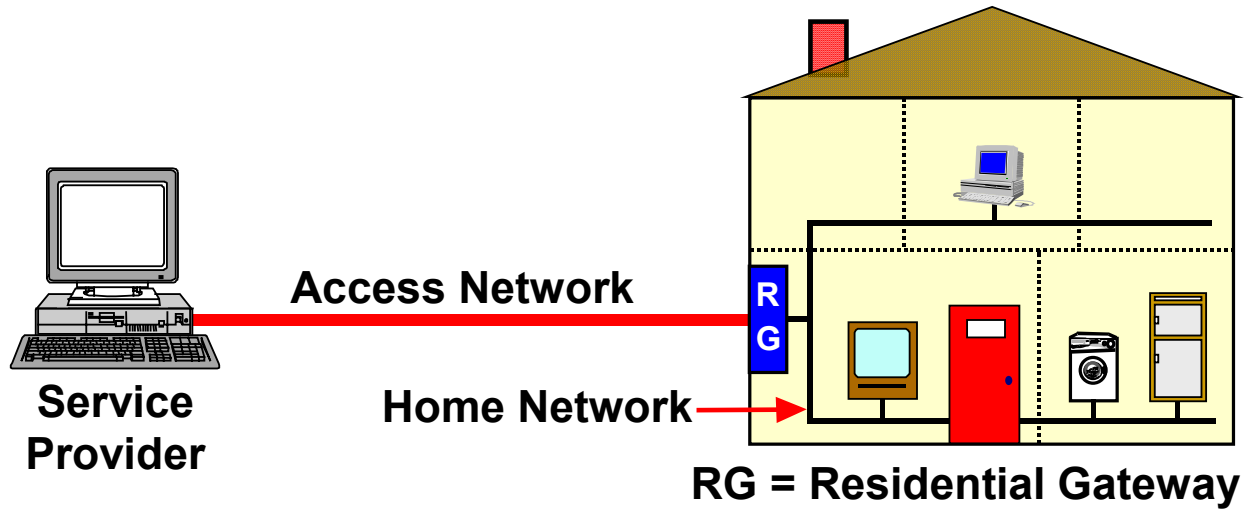 Access Network
R
G
Service
Provider
Home Network
RG = Residential Gateway